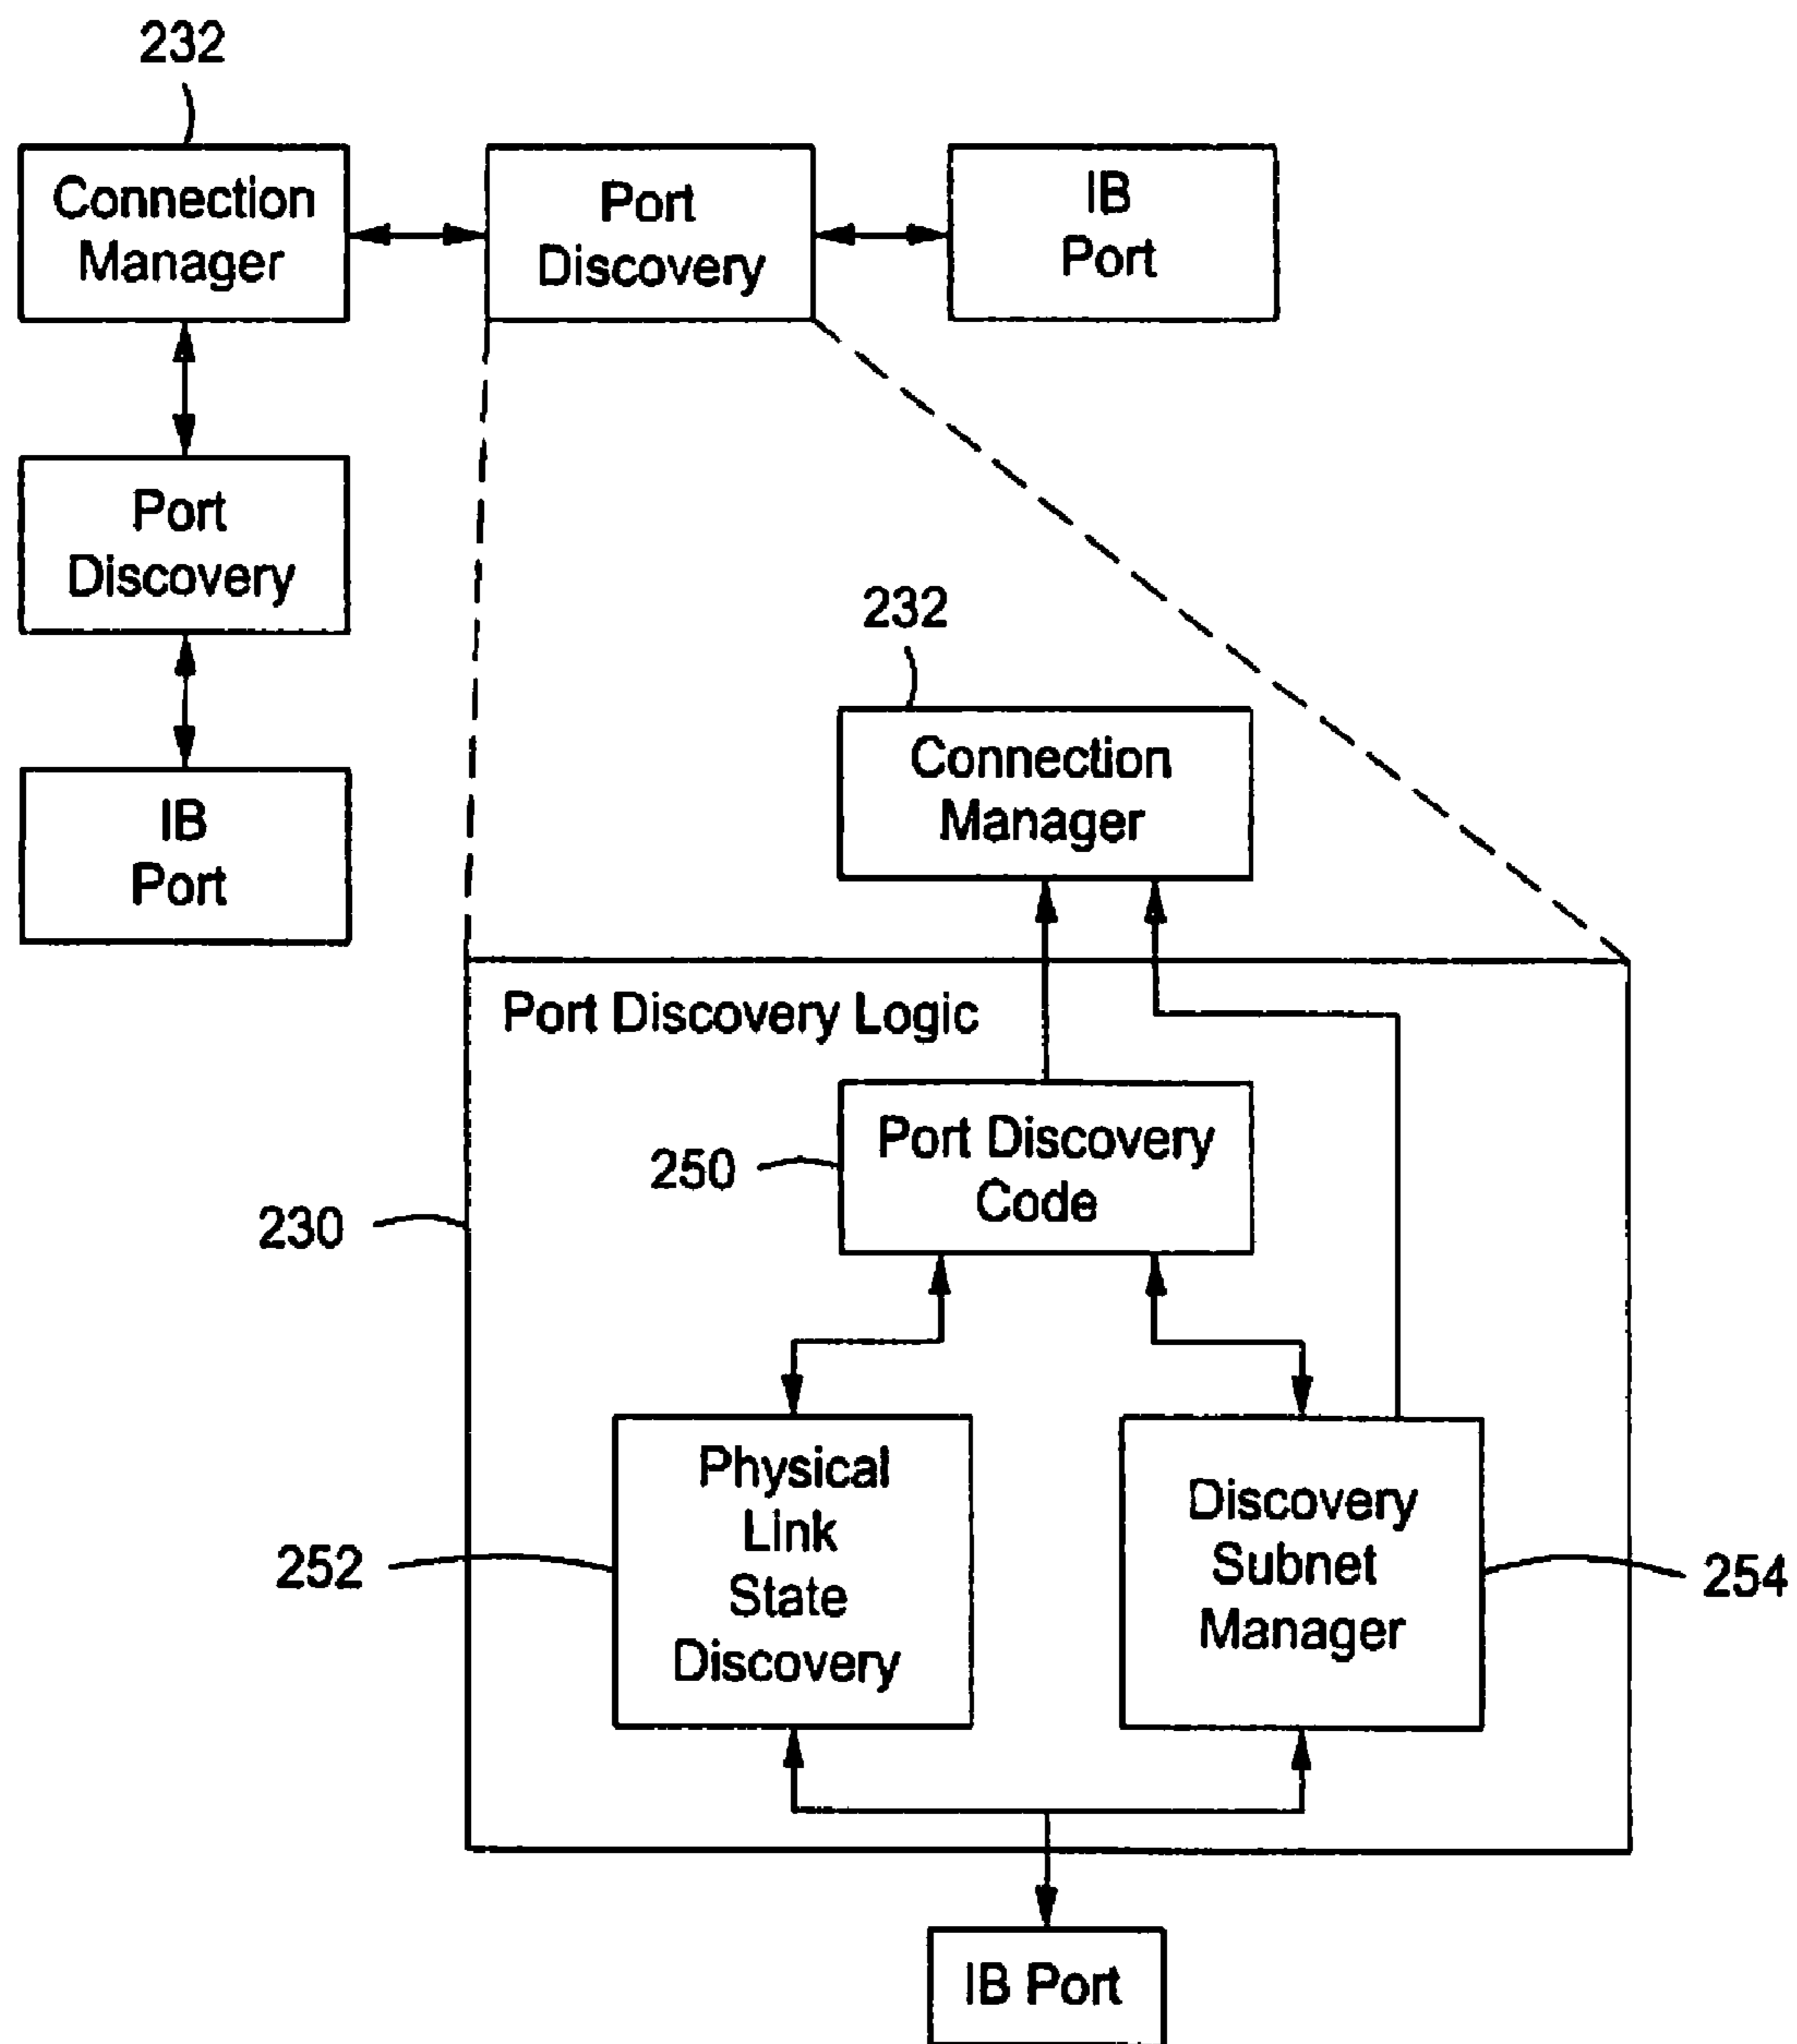 232
Connection
Manager
Port
Discovery
IB
Port
Port
Discovery
IB
Port
232
Connection
Manager
Port Discovery Logic
Port Discovery
Code
250
230
Physical
Link
State
Discovery
Discovery
Subnet
Manager
252
254
IB Port